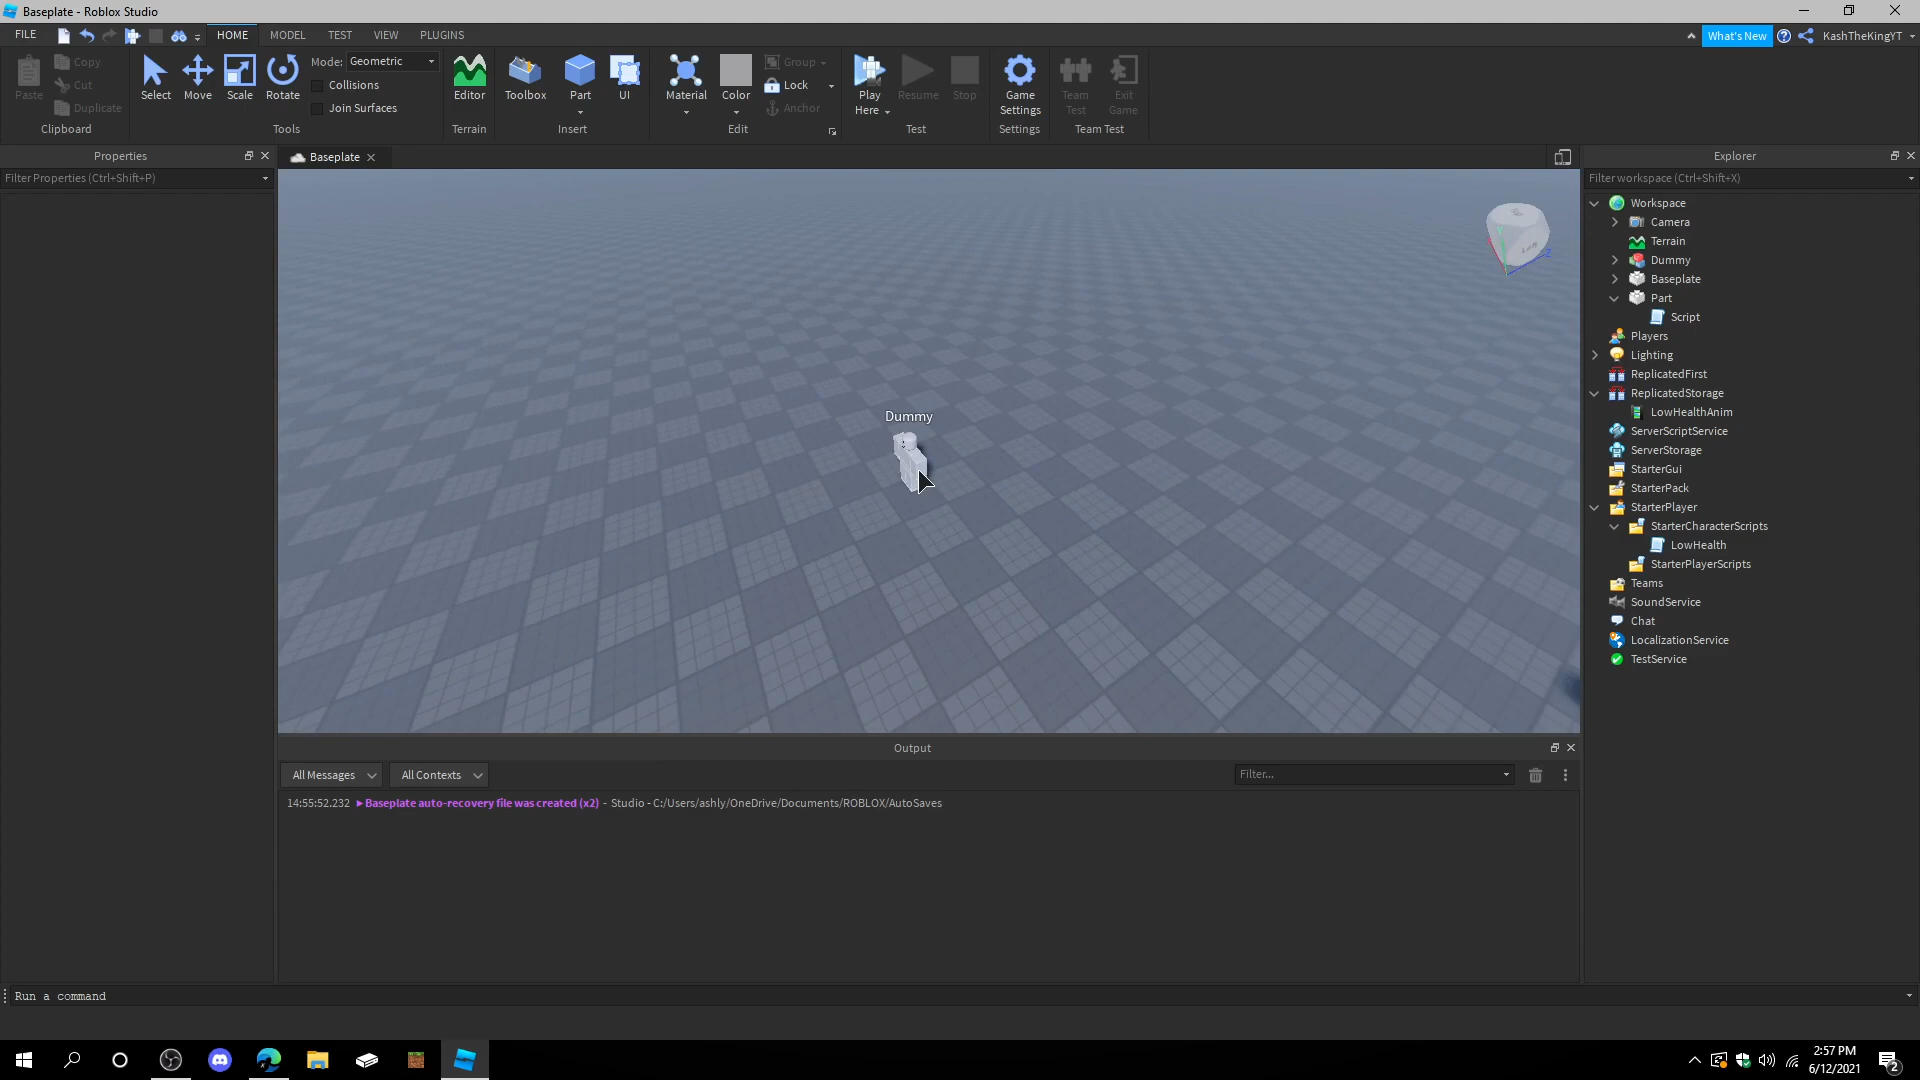 Baseplate - Roblox Studio
FILE
HOME
MODEL
TEST
VIEW
PLUGINS
What's New
KashTheKingYT
Paste
Copy
Cut
Duplicate
Clipboard
Select
Move
Scale
Rotate
Mode: Geometric
Collisions
Join Surfaces
Tools
Editor
Terrain
Toolbox
Part
UI
Insert
Material
Color
Group
Lock
Anchor
Edit
Play Here
Resume
Stop
Test
Game Settings
Settings
Team Test
Exit Game
Team Test
Properties
Filter Properties (Ctrl+Shift+P)
Baseplate
Dummy
Y
Z
Left
Explorer
Filter workspace (Ctrl+Shift+X)
Workspace
Camera
Terrain
Dummy
Baseplate
Part
Script
Players
Lighting
ReplicatedFirst
ReplicatedStorage
LowHealthAnim
ServerScriptService
ServerStorage
StarterGui
StarterPack
StarterPlayer
StarterCharacterScripts
LowHealth
StarterPlayerScripts
Teams
SoundService
Chat
LocalizationService
TestService
Output
All Messages
All Contexts
Filter...
14:55:52.232 Baseplate auto-recovery file was created (x2) - Studio - C:/Users/ashly/OneDrive/Documents/ROBLOX/AutoSaves
Run a command
2:57 PM
6/12/2021
2